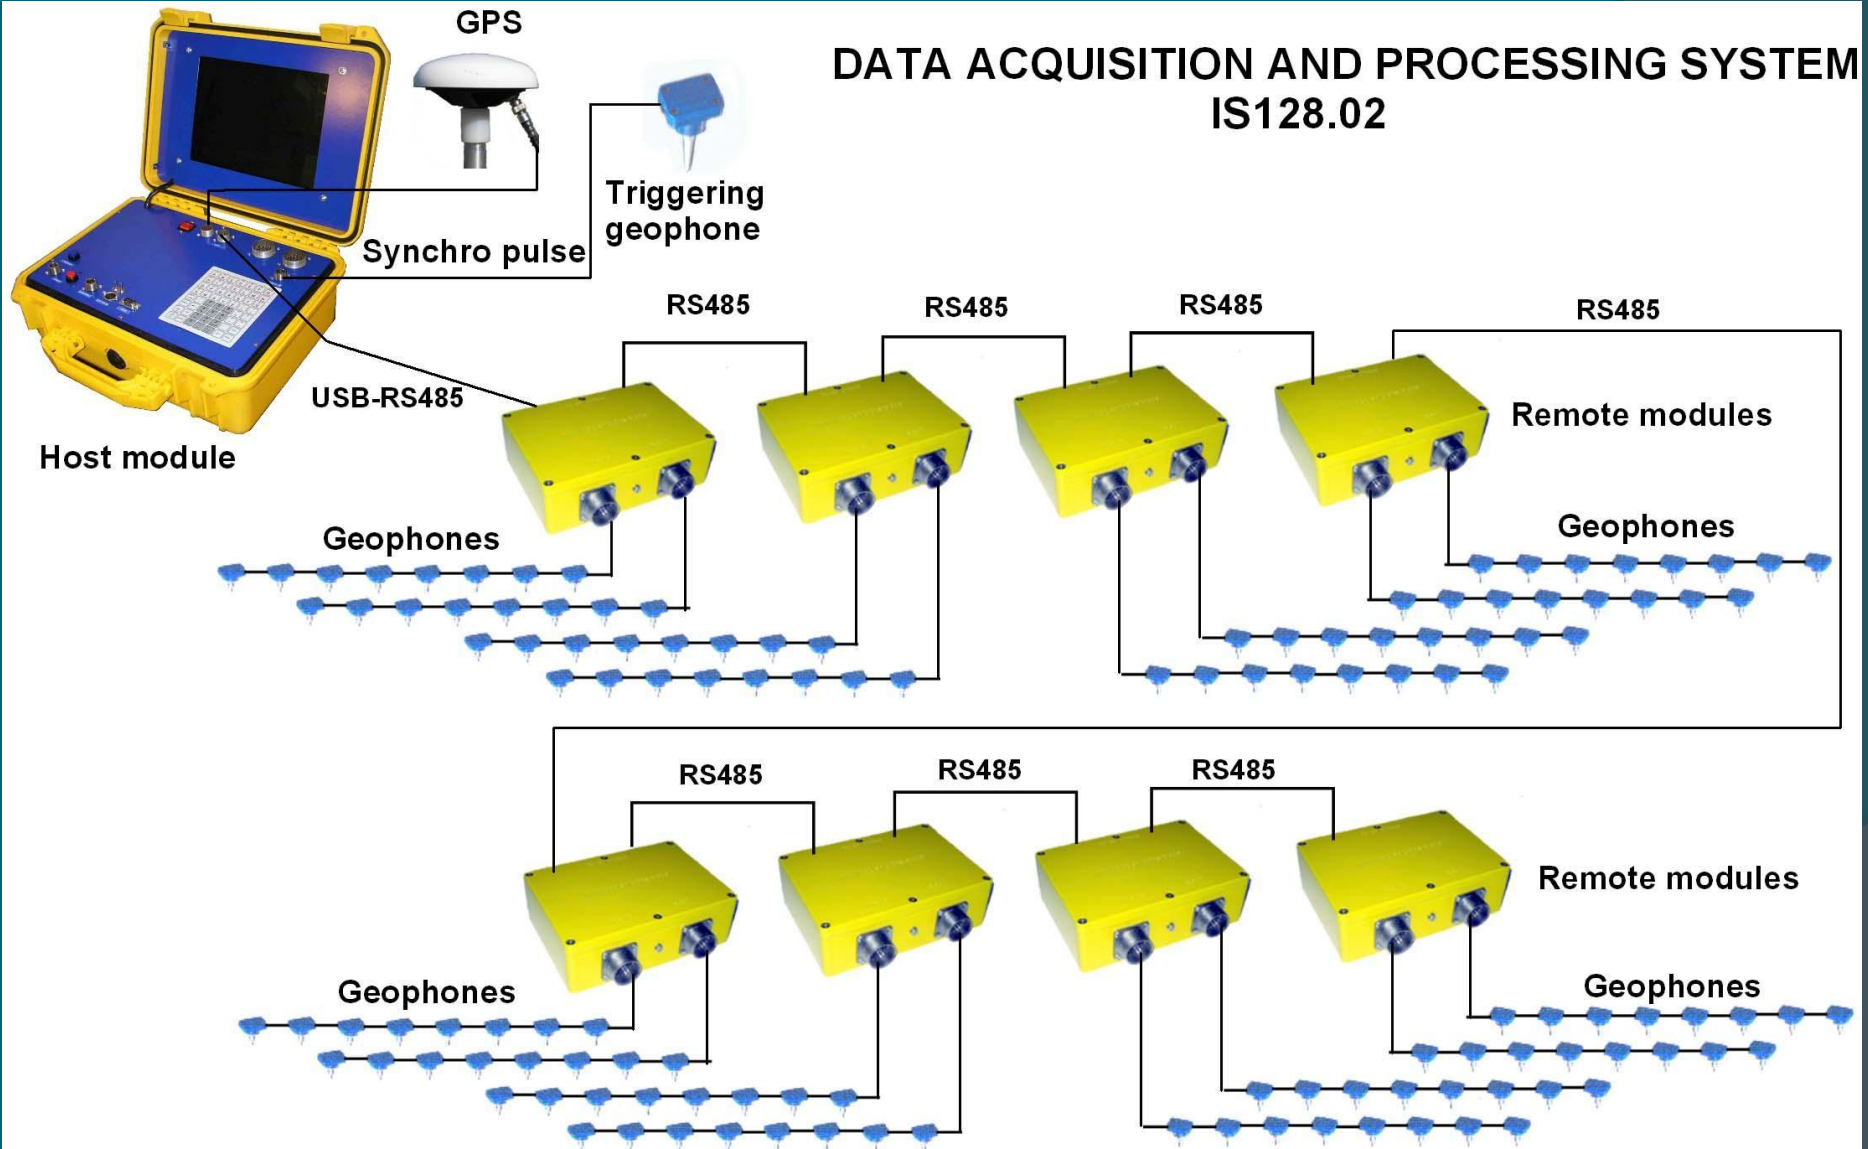 GPS
DATA ACQUISITION AND PROCESSING SYSTEM
IS128.02
Triggering
geophone
Synchro pulse
RS485
RS485
RS485
RS485
USB-RS485
Remote modules
Host module
Geophones
Geophones
RS485
RS485
RS485
Remote modules
Geophones
Geophones